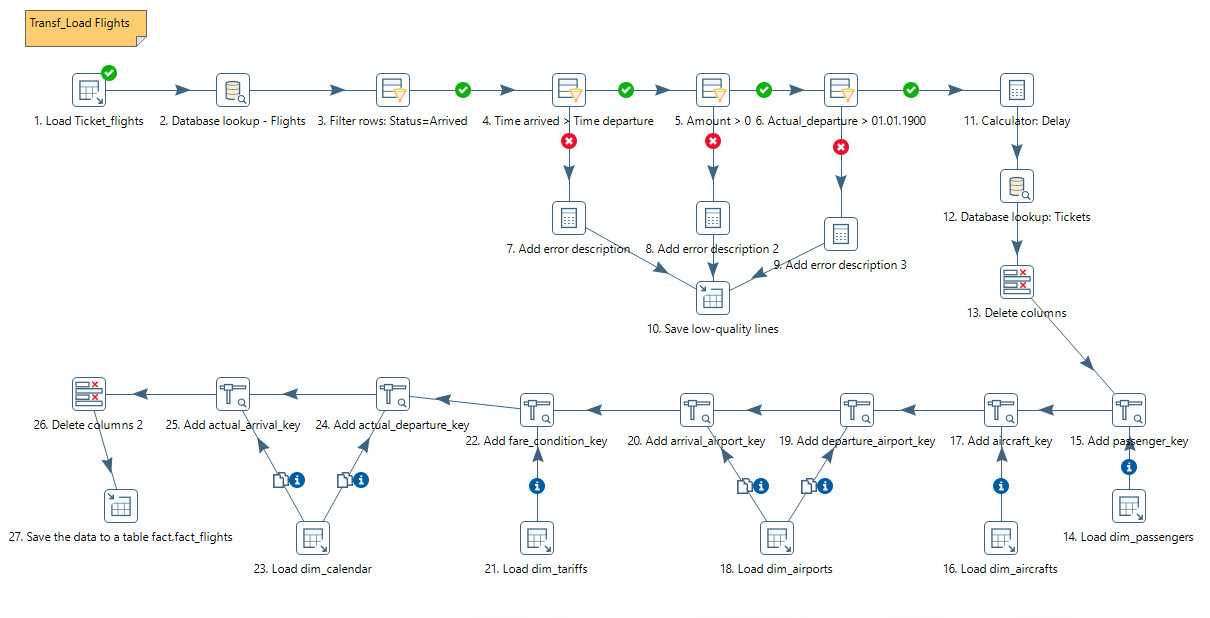 Transf_Load Flights
1. Load Ticket_flights
2. Database lookup - Flights
3. Filter rows: Status=Arrived
4. Time arrived > Time departure
5. Amount > 0
6. Actual_departure > 01.01.1900
11. Calculator: Delay
12. Database lookup: Tickets
7. Add error description
8. Add error description 2
9. Add error description 3
13. Delete columns
10. Save low-quality lines
26. Delete columns 2
25. Add actual_arrival_key
24. Add actual_departure_key
22. Add fare_condition_key
20. Add arrival_airport_key
19. Add departure_airport_key
17. Add aircraft_key
15. Add passenger_key
27. Save the data to a table fact.fact_flights
14. Load dim_passengers
23. Load dim_calendar
21. Load dim_tariffs
18. Load dim_airports
16. Load dim_aircrafts